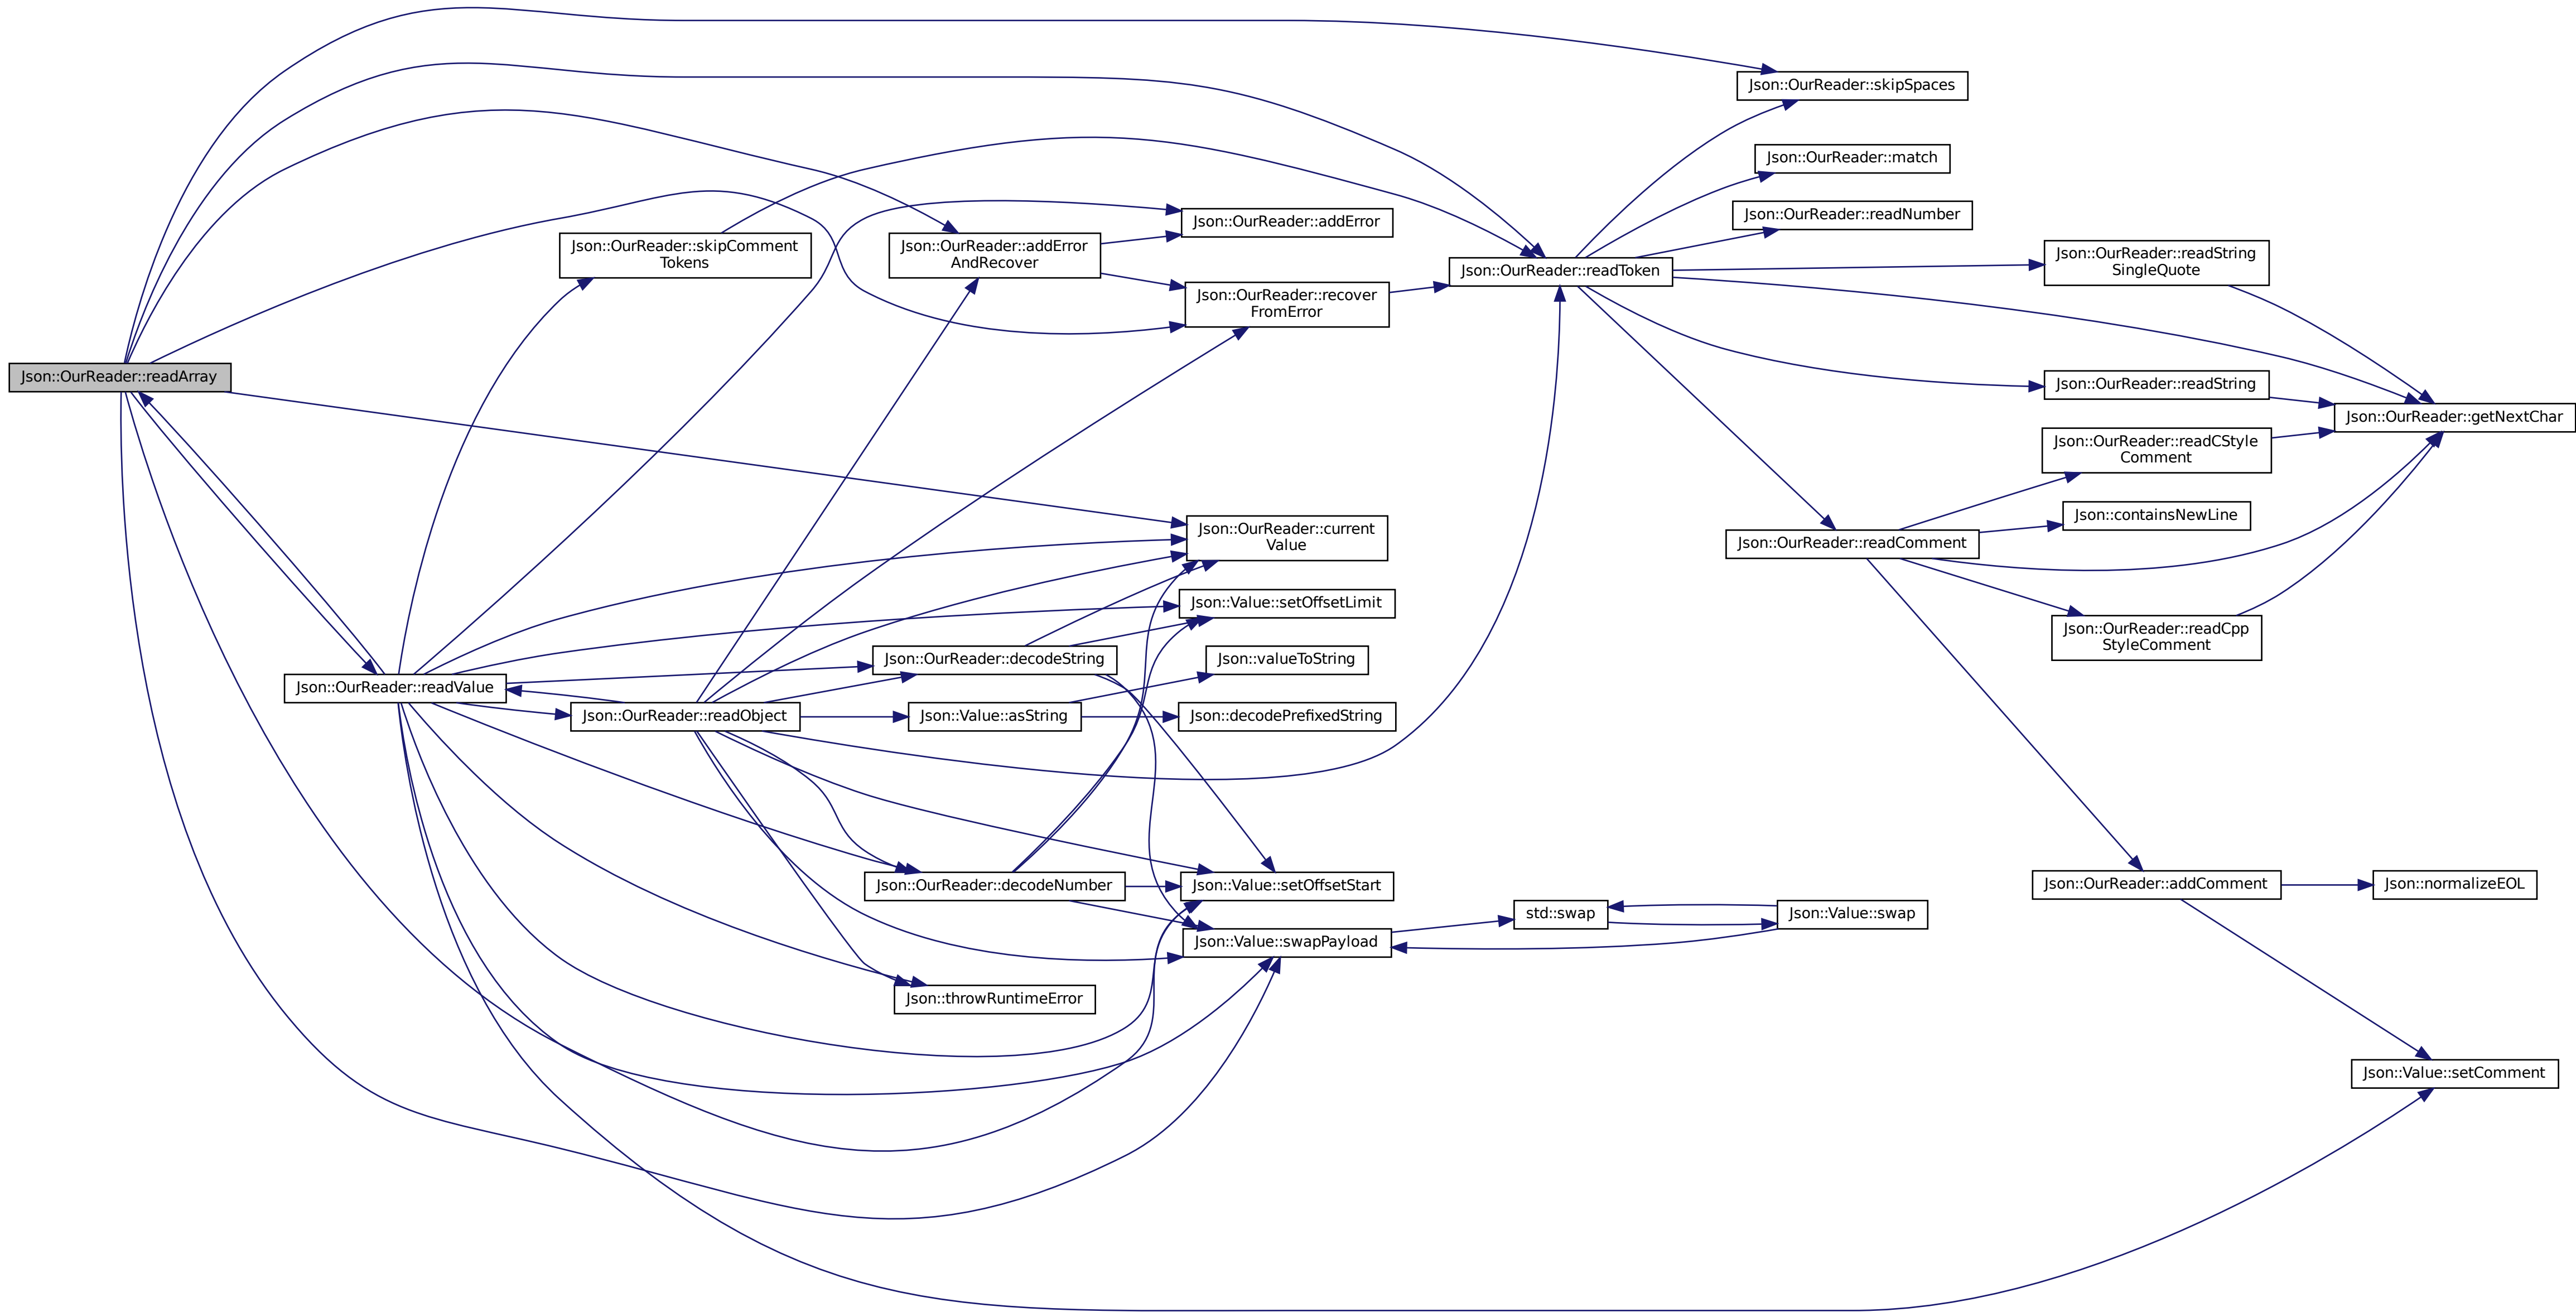 Json::OurReader::skipSpaces
Json::OurReader::match
Json::OurReader::readNumber
Json::OurReader::addError
Json::OurReader::skipComment
Tokens
Json::OurReader::addError
AndRecover
Json::OurReader::readString
SingleQuote
Json::OurReader::readToken
Json::OurReader::recover
FromError
Json::OurReader::readArray
Json::OurReader::readString
Json::OurReader::getNextChar
Json::OurReader::readCStyle
Comment
Json::containsNewLine
Json::OurReader::current
Value
Json::OurReader::readComment
Json::Value::setOffsetLimit
Json::OurReader::readCpp
StyleComment
Json::OurReader::decodeString
Json::valueToString
Json::OurReader::readValue
Json::OurReader::readObject
Json::Value::asString
Json::decodePrefixedString
Json::OurReader::decodeNumber
Json::Value::setOffsetStart
Json::OurReader::addComment
Json::normalizeEOL
std::swap
Json::Value::swap
Json::Value::swapPayload
Json::throwRuntimeError
Json::Value::setComment